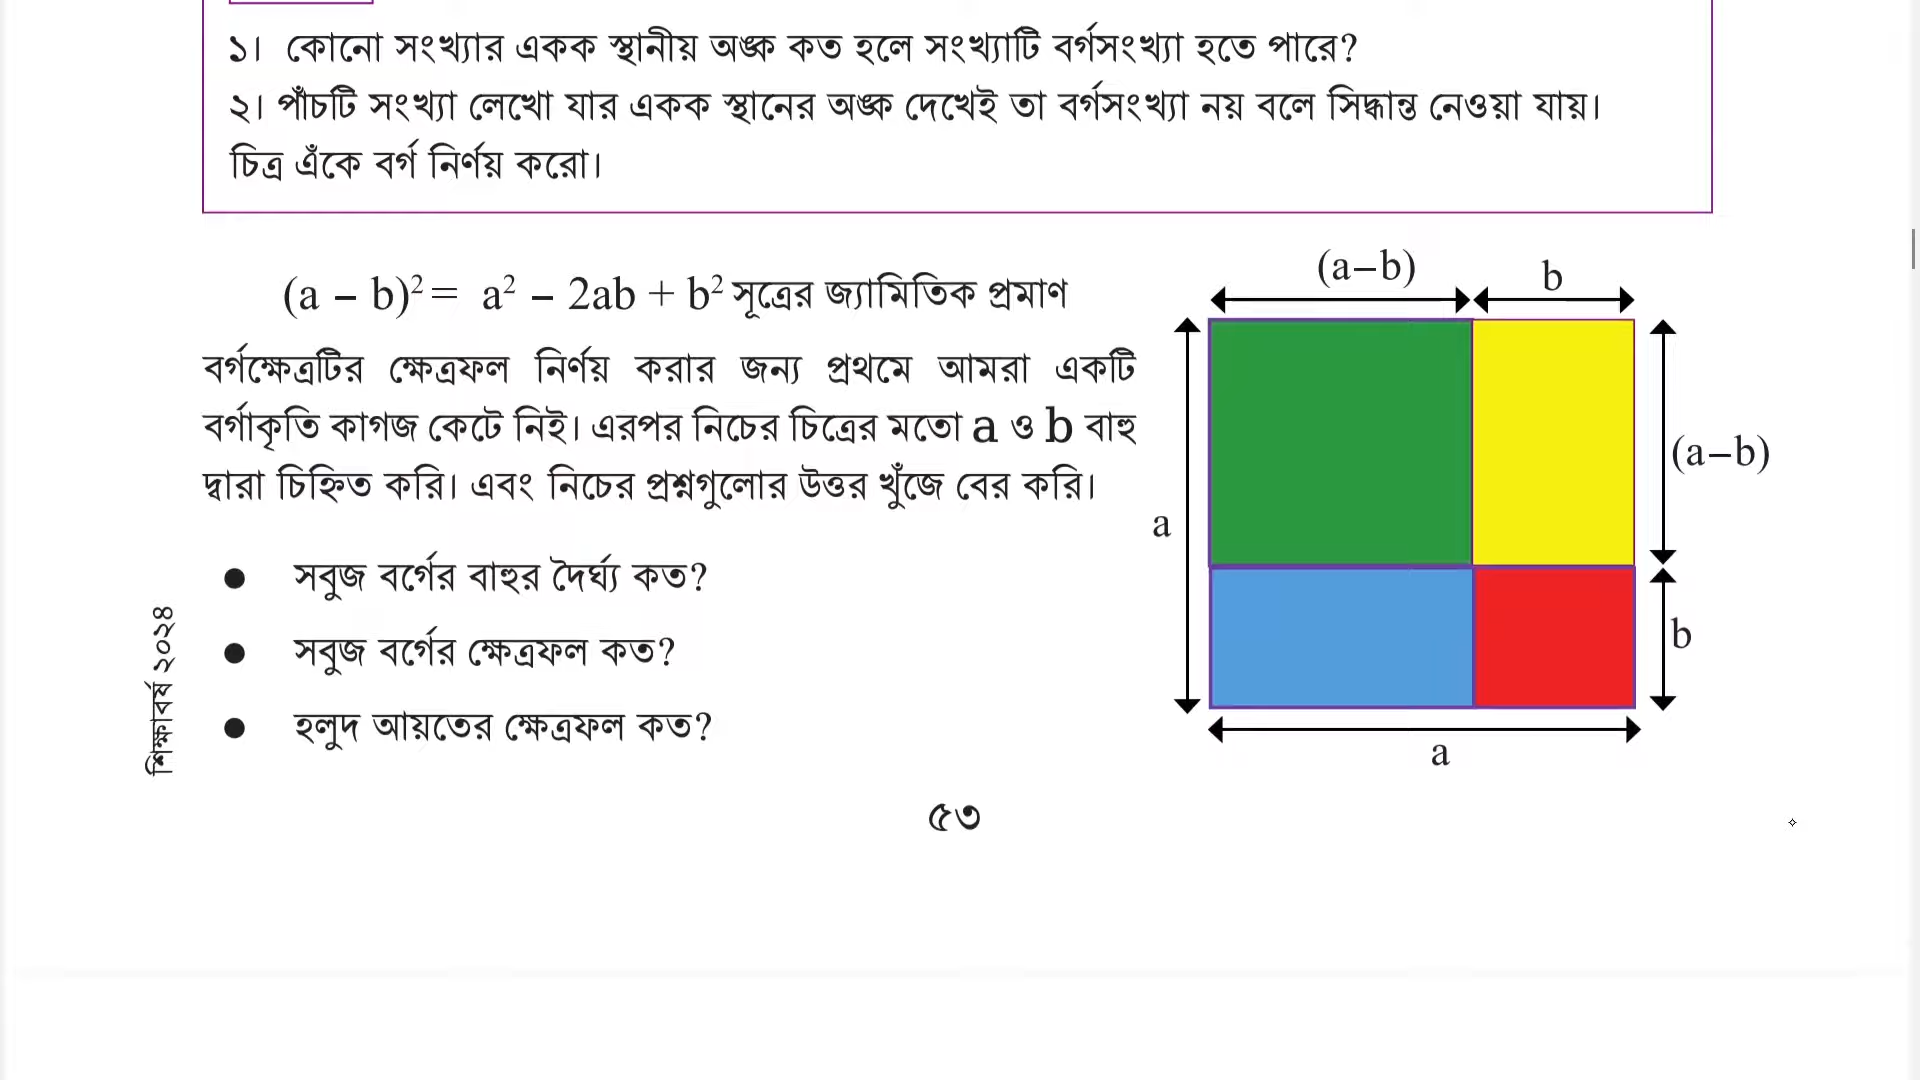 ১। কোনো সংখ্যার একক স্থানীয় অঙ্ক কত হলে সংখ্যাটি বর্গসংখ্যা হতে পারে?
২। পাঁচটি সংখ্যা লেখো যার একক স্থানের অঙ্ক দেখেই তা বর্গসংখ্যা নয় বলে সিদ্ধান্ত নেওয়া যায়।
চিত্র এঁকে বর্গ নির্ণয় করো।
(a – b)² = a² – 2ab + b² সূত্রের জ্যামিতিক প্রমাণ
বর্গক্ষেত্রটির ক্ষেত্রফল নির্ণয় করার জন্য প্রথমে আমরা একটি
বর্গাকৃতি কাগজ কেটে নিই। এরপর নিচের চিত্রের মতো a ও b বাহু
দ্বারা চিহ্নিত করি। এবং নিচের প্রশ্নগুলোর উত্তর খুঁজে বের করি।
● সবুজ বর্গের বাহুর দৈর্ঘ্য কত?
● সবুজ বর্গের ক্ষেত্রফল কত?
● হলুদ আয়তের ক্ষেত্রফল কত?
(a–b)
b
(a–b)
a
b
a
শিক্ষাবর্ষ ২০২৪
৫৩